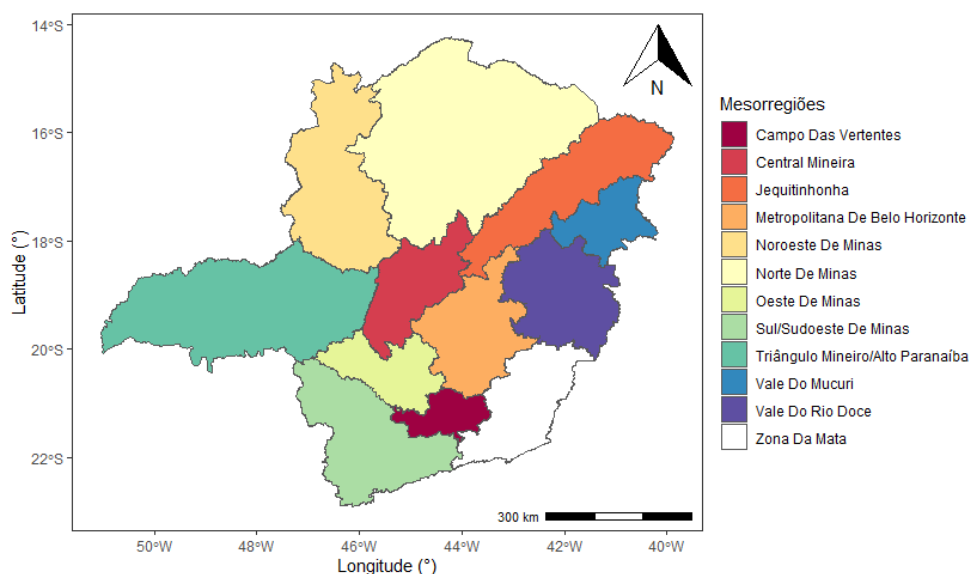 14°S
16°S
18°S
20°S
22°S
Latitude (°)
N
300 km
50°W
48°W
46°W
44°W
42°W
40°W
Longitude (°)
Mesorregiões
Campo Das Vertentes
Central Mineira
Jequitinhonha
Metropolitana De Belo Horizonte
Noroeste De Minas
Norte De Minas
Oeste De Minas
Sul/Sudoeste De Minas
Triângulo Mineiro/Alto Paranaíba
Vale Do Mucuri
Vale Do Rio Doce
Zona Da Mata